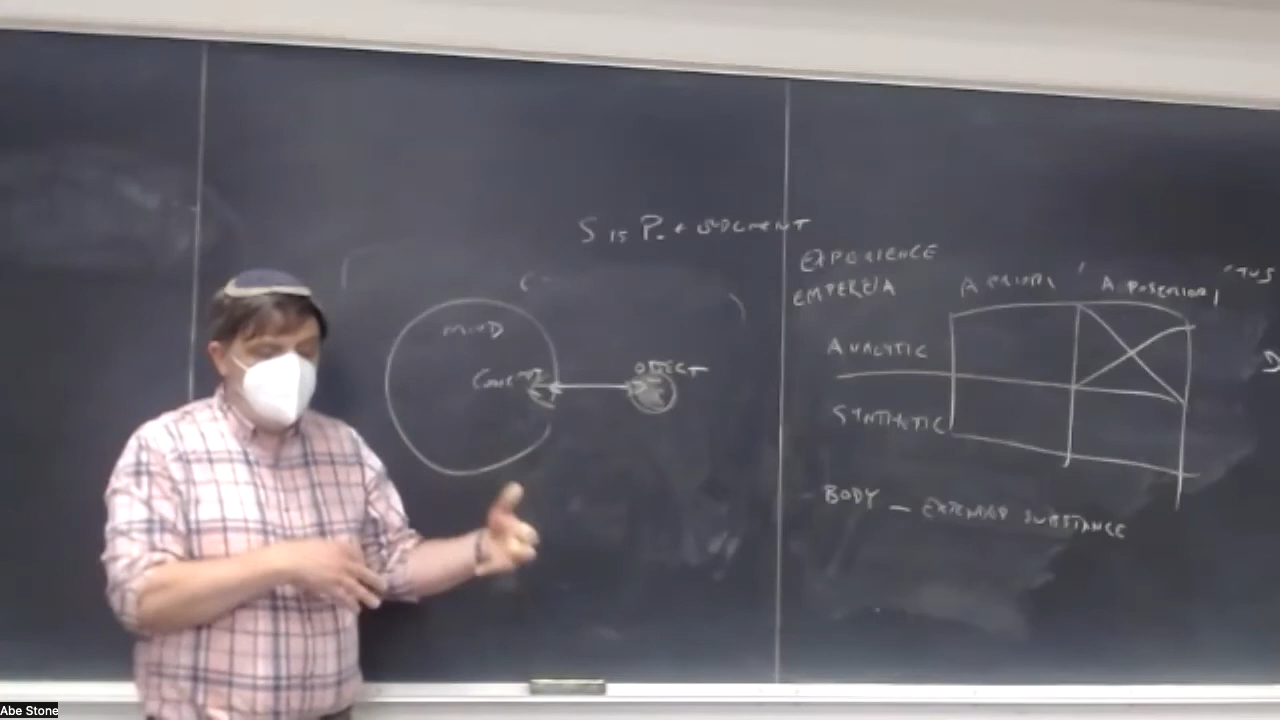 S IS P. ← JUDGMENT
EXPERIENCE
EMPEREIA
A PRIORI A POSTERIORI
MIND
ANALYTIC
OBJECT
CONCEPT
SYNTHETIC
BODY — EXTENDED SUBSTANCE
Abe Stone